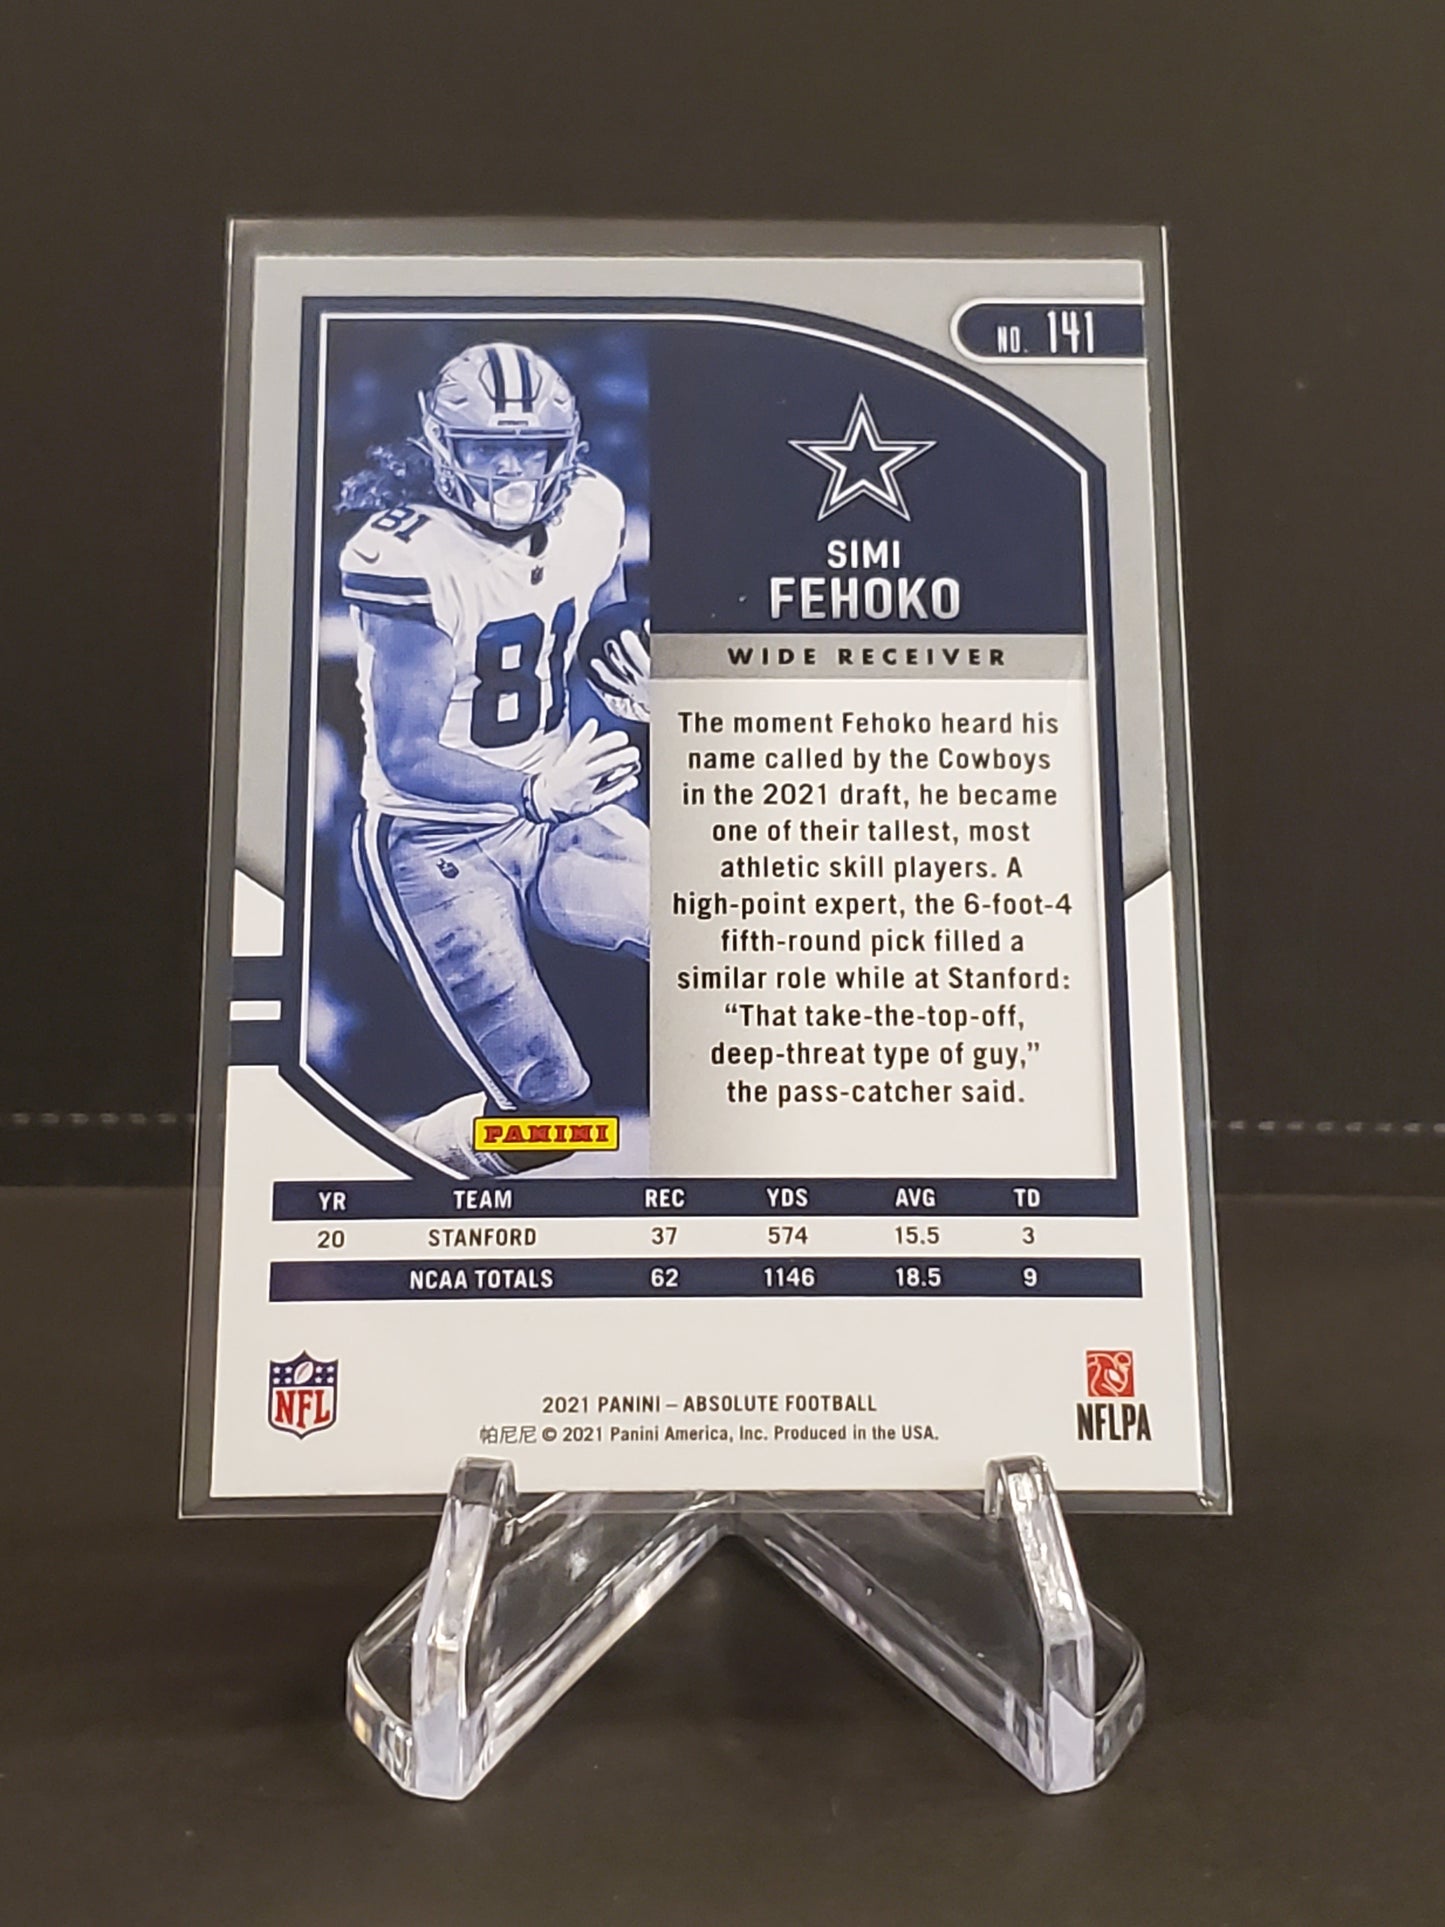 NO. 141
81
81
SIMI
FEHOKO
WIDE RECEIVER
The moment Fehoko heard his
name called by the Cowboys
in the 2021 draft, he became
one of their tallest, most
athletic skill players. A
high-point expert, the 6-foot-4
fifth-round pick filled a
similar role while at Stanford:
“That take-the-top-off,
deep-threat type of guy,”
the pass-catcher said.
PANINI
YR TEAM REC YDS AVG TD
20 STANFORD 37 574 15.5 3
NCAA TOTALS 62 1146 18.5 9
NFL
NFLPA
2021 PANINI – ABSOLUTE FOOTBALL
帕尼尼 © 2021 Panini America, Inc. Produced in the USA.